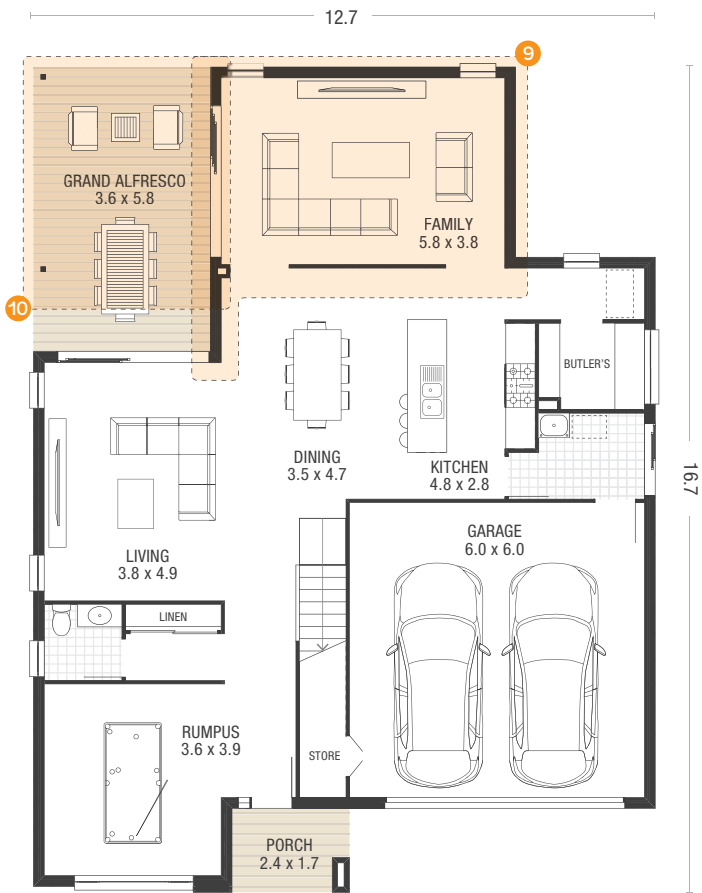 12.7
9
GRAND ALFRESCO
3.6 x 5.8
FAMILY
5.8 x 3.8
10
BUTLER'S
DINING
3.5 x 4.7
KITCHEN
4.8 x 2.8
16.7
GARAGE
6.0 x 6.0
LIVING
3.8 x 4.9
LINEN
RUMPUS
3.6 x 3.9
STORE
PORCH
2.4 x 1.7